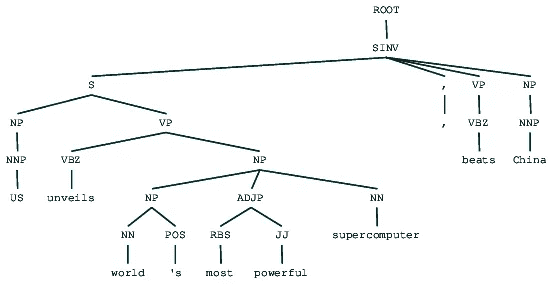 ROOT
SINV
S , VP NP
NP VP , VBZ NNP
NNP VBZ NP beats China
US unveils NP ADJP NN
NN POS RBS JJ supercomputer
world 's most powerful